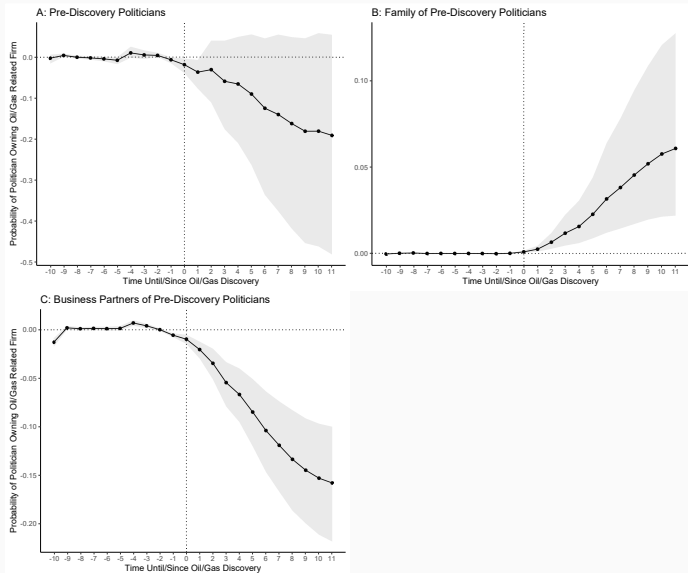 A: Pre-Discovery Politicians
Probability of Politician Owning Oil/Gas Related Firm
0.0
-0.1
-0.2
-0.3
-0.4
-0.5
-10 -9 -8 -7 -6 -5 -4 -3 -2 -1 0 1 2 3 4 5 6 7 8 9 10 11
Time Until/Since Oil/Gas Discovery
B: Family of Pre-Discovery Politicians
0.10
0.05
0.00
-10 -9 -8 -7 -6 -5 -4 -3 -2 -1 0 1 2 3 4 5 6 7 8 9 10 11
Time Until/Since Oil/Gas Discovery
C: Business Partners of Pre-Discovery Politicians
Probability of Politician Owning Oil/Gas Related Firm
0.00
-0.05
-0.10
-0.15
-0.20
-10 -9 -8 -7 -6 -5 -4 -3 -2 -1 0 1 2 3 4 5 6 7 8 9 10 11
Time Until/Since Oil/Gas Discovery